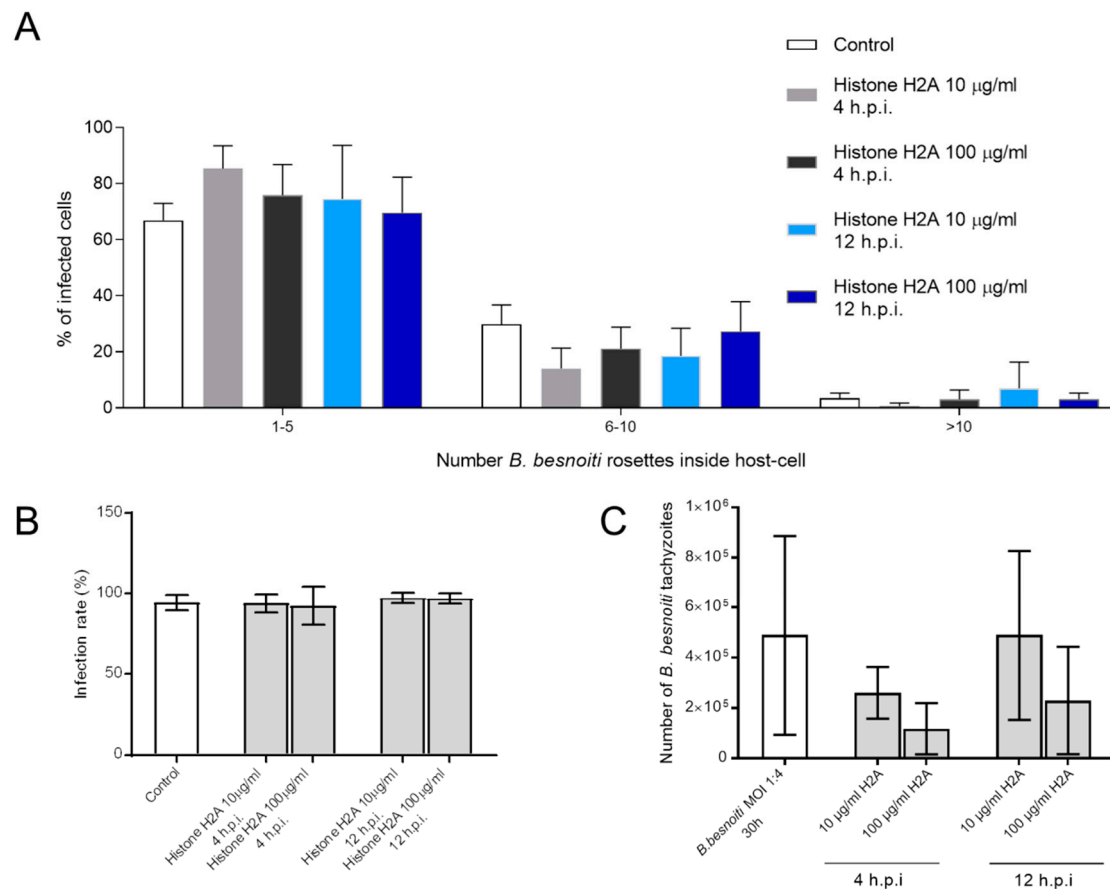 A
Control
Histone H2A 10 μg/ml
4 h.p.i.
Histone H2A 100 μg/ml
4 h.p.i.
Histone H2A 10 μg/ml
12 h.p.i.
Histone H2A 100 μg/ml
12 h.p.i.
% of infected cells
100
80
60
40
20
0
1-5
6-10
>10
Number B. besnoiti rosettes inside host-cell
B
Infection rate (%)
150
100
50
0
Control
Histone H2A 10μg/ml
4 h.p.i.
Histone H2A 100μg/ml
4 h.p.i.
Histone H2A 10μg/ml
12 h.p.i.
Histone H2A 100μg/ml
12 h.p.i.
C
Number of B. besnoiti tachyzoites
1×10⁶
8×10⁵
6×10⁵
4×10⁵
2×10⁵
0
B.besnoiti MOI 1:4
30h
10 μg/ml H2A
100 μg/ml H2A
10 μg/ml H2A
100 μg/ml H2A
4 h.p.i
12 h.p.i